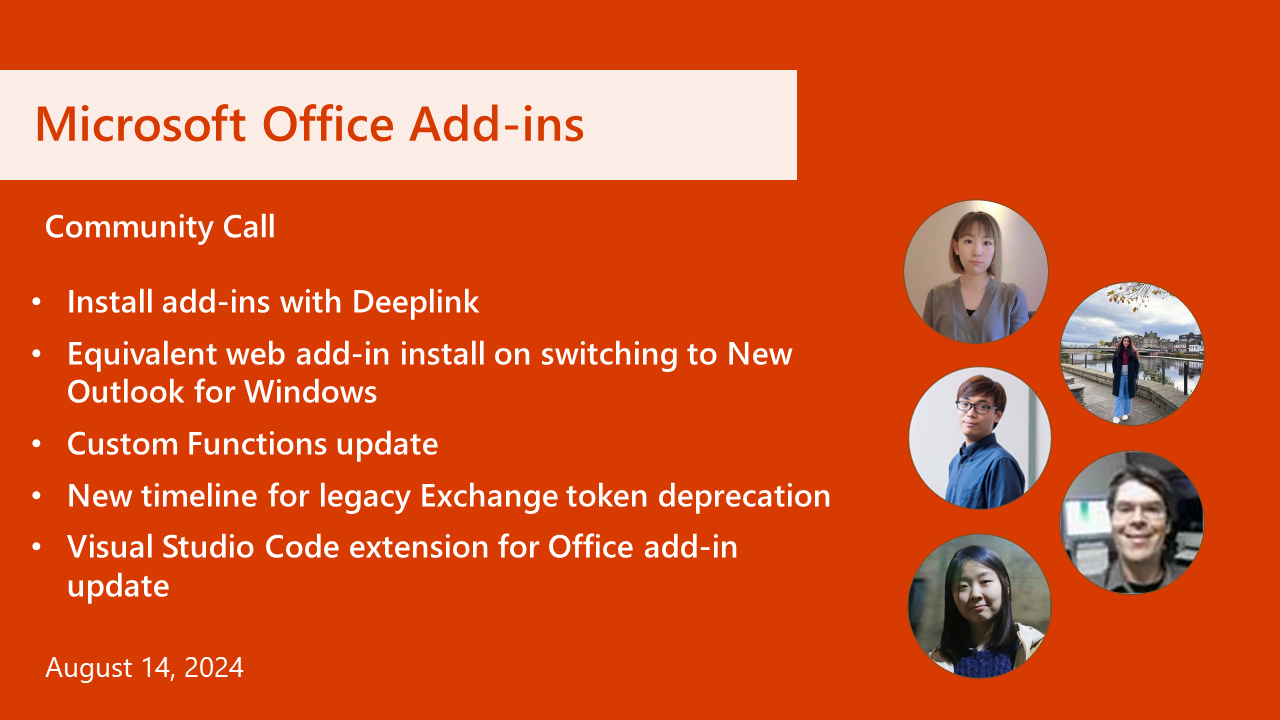 Microsoft Office Add-ins
Community Call
• Install add-ins with Deeplink
• Equivalent web add-in install on switching to New
Outlook for Windows
• Custom Functions update
• New timeline for legacy Exchange token deprecation
• Visual Studio Code extension for Office add-in
update
August 14, 2024